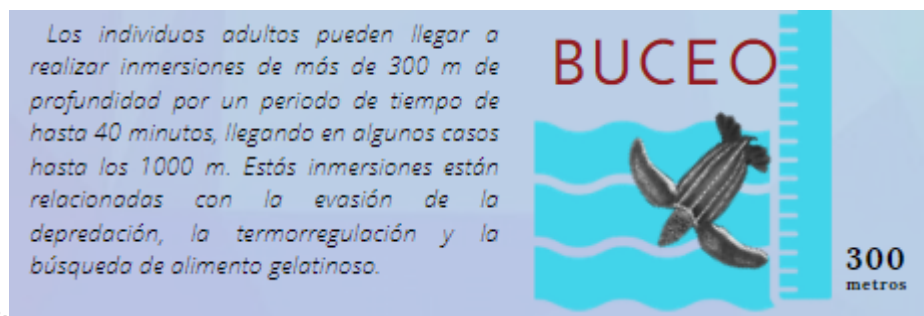 Los individuos adultos pueden llegar a
realizar inmersiones de más de 300 m de
profundidad por un periodo de tiempo de
hasta 40 minutos, llegando en algunos casos
hasta los 1000 m. Estás inmersiones están
relacionadas con la evasión de la
depredación, la termorregulación y la
búsqueda de alimento gelatinoso.
BUCEO
300
metros